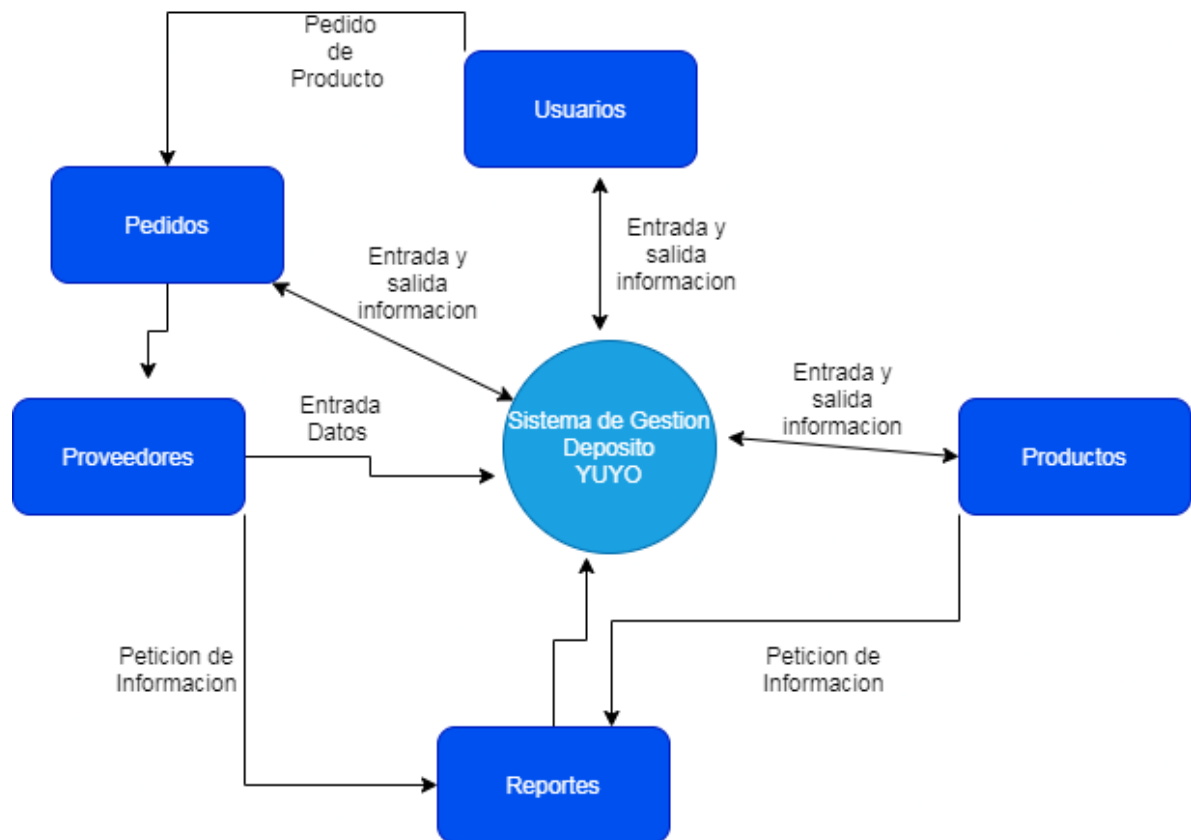 Pedido
de
Producto
Usuarios
Pedidos
Entrada y
salida
informacion
Entrada y
salida
informacion
Entrada
Datos
Proveedores
Sistema de Gestion
Deposito
YUYO
Entrada y
salida
informacion
Productos
Peticion de
Informacion
Peticion de
Informacion
Reportes